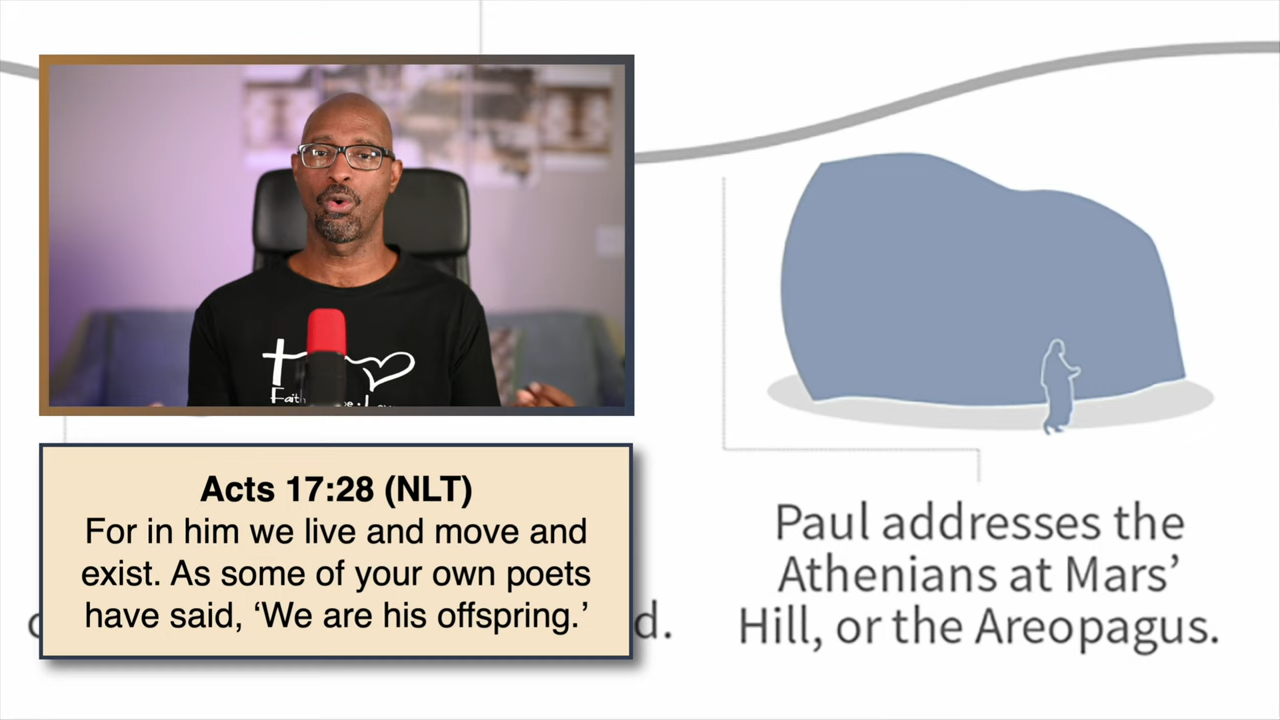 Faith
Acts 17:28 (NLT)
For in him we live and move and
exist. As some of your own poets
have said, ‘We are his offspring.’
d.
Paul addresses the
Athenians at Mars’
Hill, or the Areopagus.